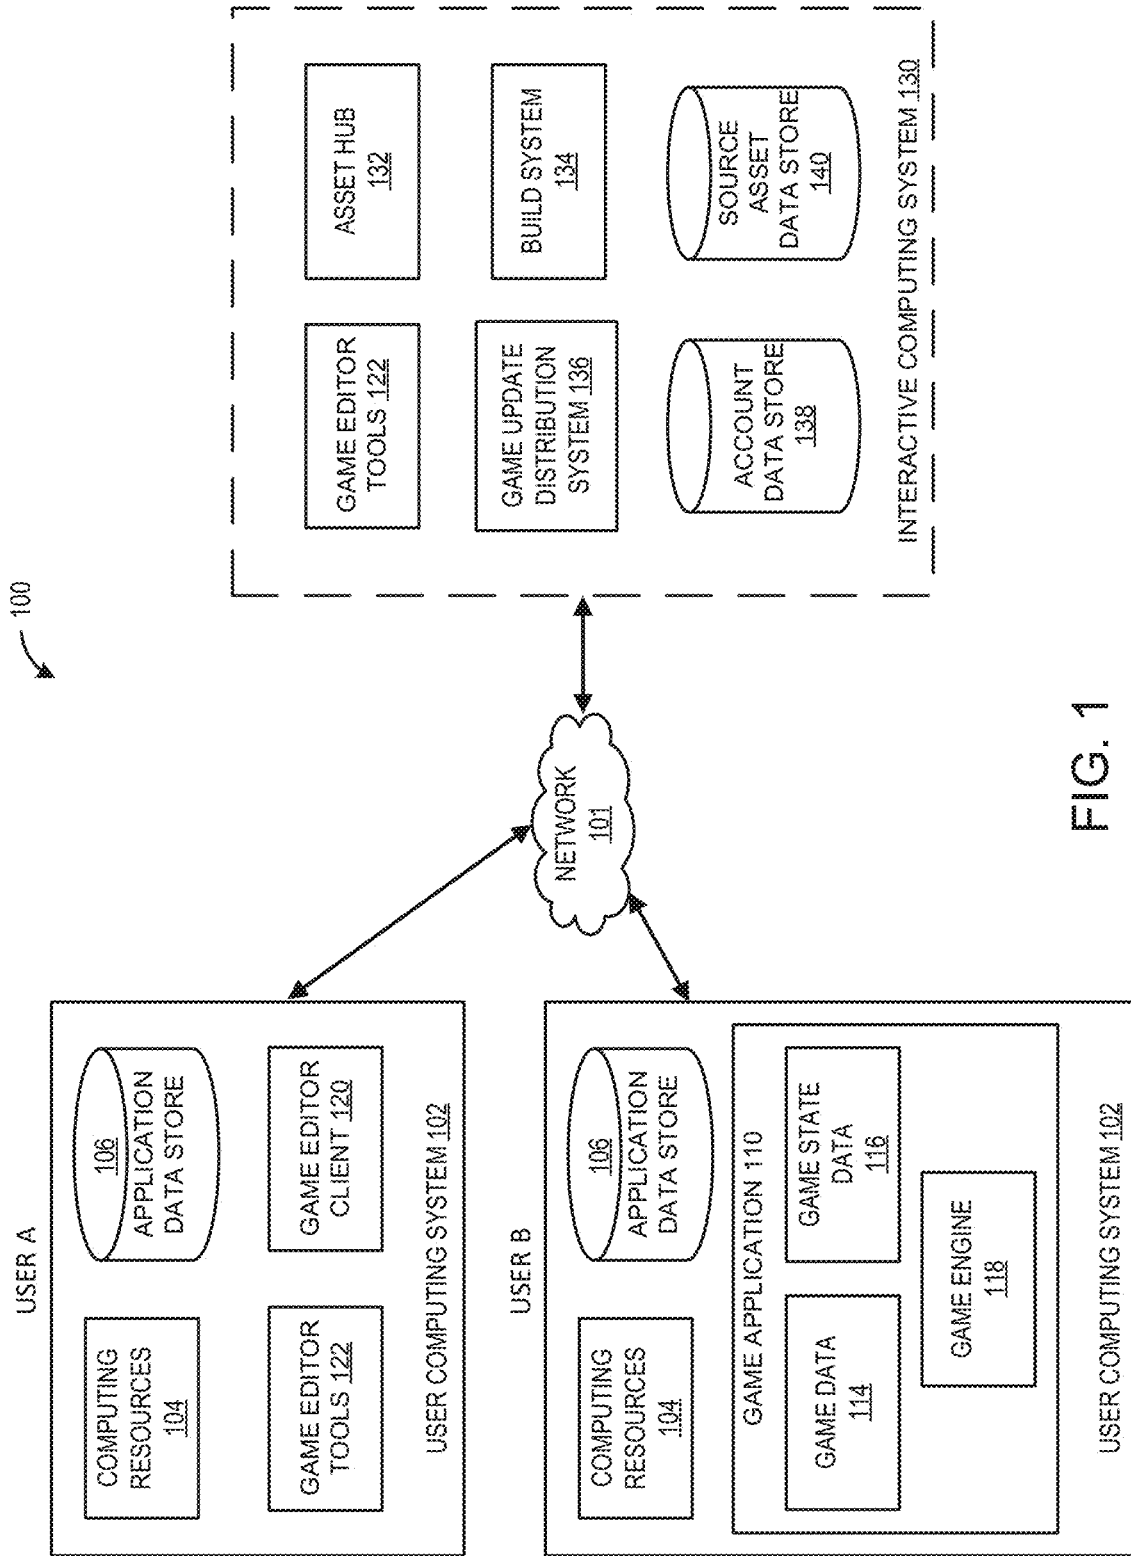 100
USER A
COMPUTING
RESOURCES
104
106
APPLICATION
DATA STORE
GAME EDITOR
TOOLS 122
GAME EDITOR
CLIENT 120
USER COMPUTING SYSTEM 102
USER B
COMPUTING
RESOURCES
104
106
APPLICATION
DATA STORE
GAME APPLICATION 110
GAME DATA
114
GAME STATE
DATA
116
GAME ENGINE
118
USER COMPUTING SYSTEM 102
NETWORK
101
GAME EDITOR
TOOLS 122
ASSET HUB
132
GAME UPDATE
DISTRIBUTION
SYSTEM 136
BUILD SYSTEM
134
ACCOUNT
DATA STORE
138
SOURCE
ASSET
DATA STORE
140
INTERACTIVE COMPUTING SYSTEM 130
FIG. 1